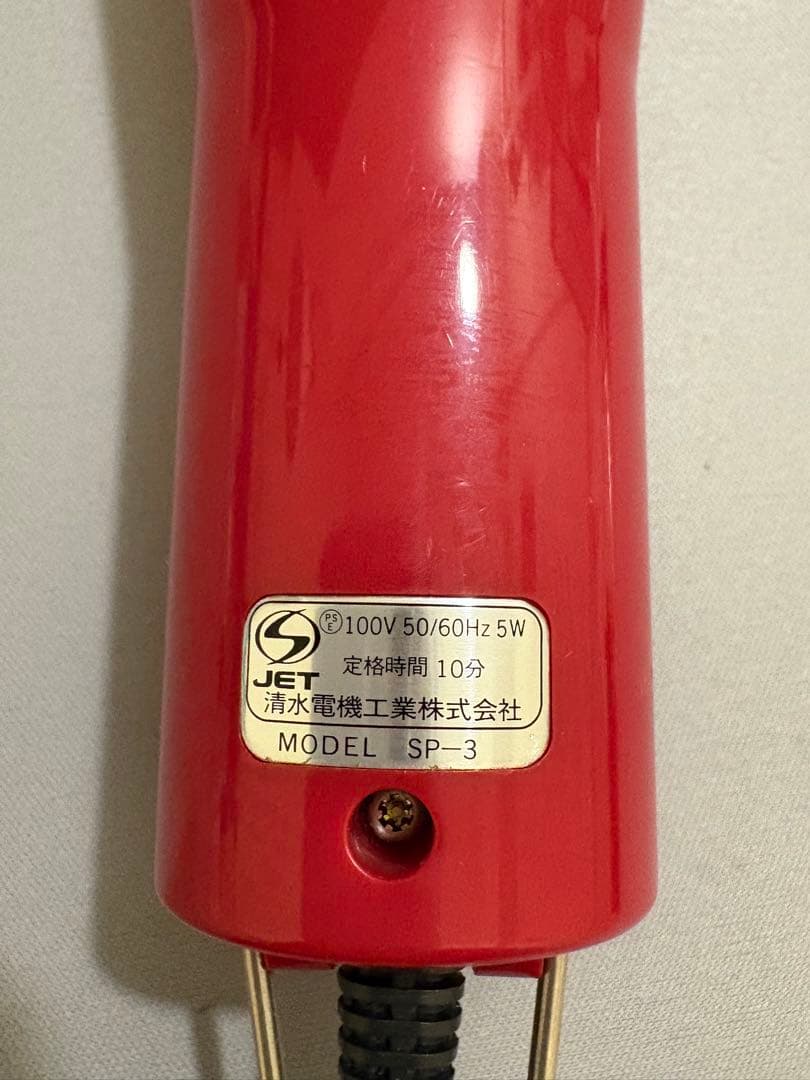 PSE 100V 50/60Hz 5W
定格時間 10分
JET
清水電機工業株式会社
MODEL SP-3